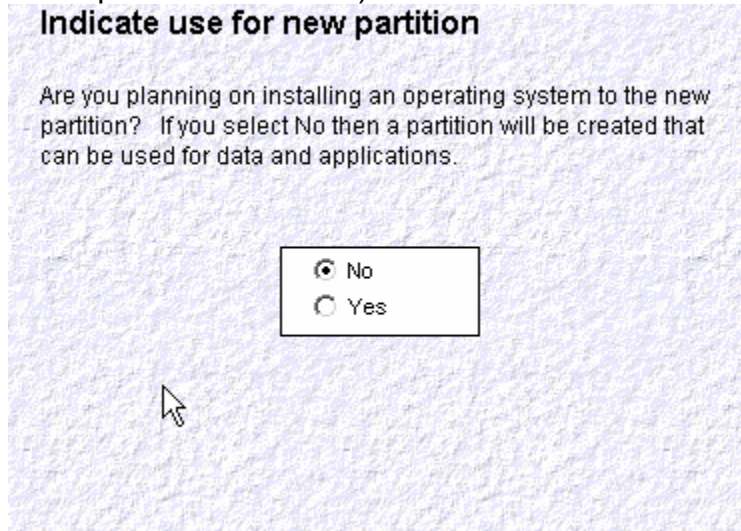 Indicate use for new partition
Are you planning on installing an operating system to the new
partition? If you select No then a partition will be created that
can be used for data and applications.
No
Yes